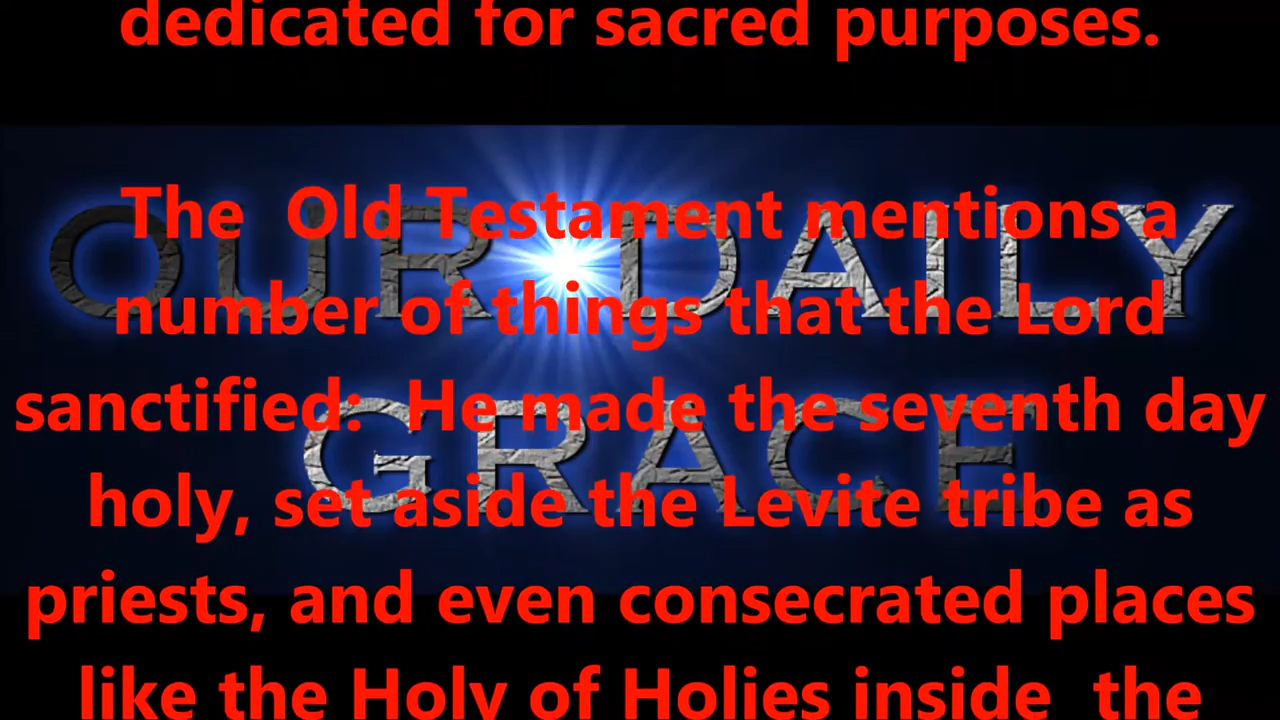 dedicated for sacred purposes.
The Old Testament mentions a
number of things that the Lord
sanctified: He made the seventh day
holy, set aside the Levite tribe as
priests, and even consecrated places
like the Holy of Holies inside the
OUR DAILY
GRACE